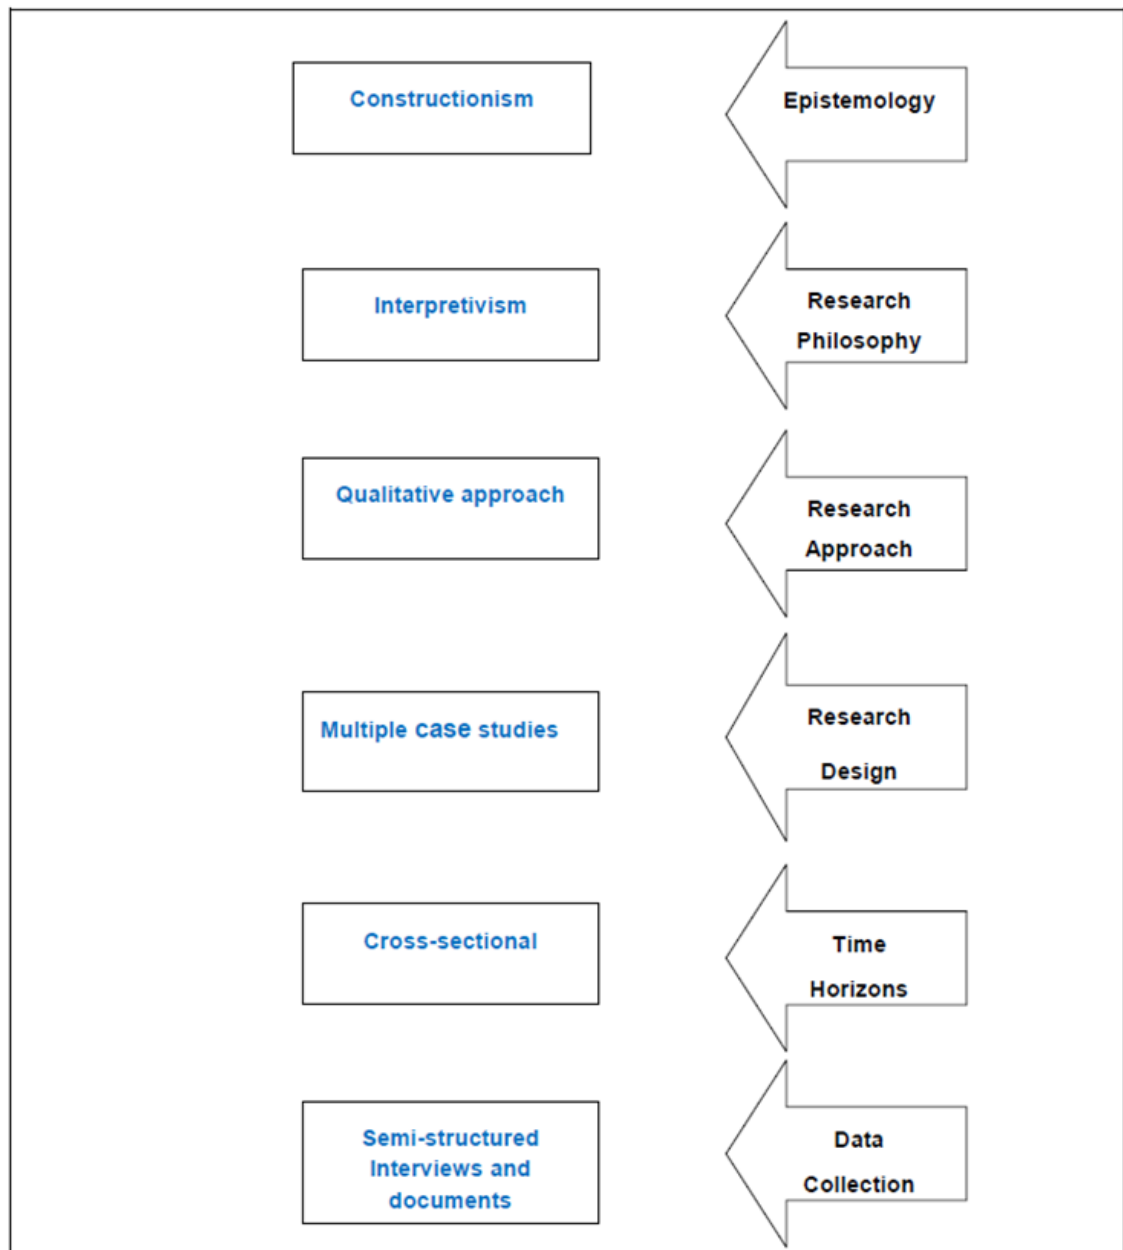 Constructionism
Epistemology
Interpretivism
Research
Philosophy
Qualitative approach
Research
Approach
Multiple case studies
Research
Design
Cross-sectional
Time
Horizons
Semi-structured
Interviews and
documents
Data
Collection